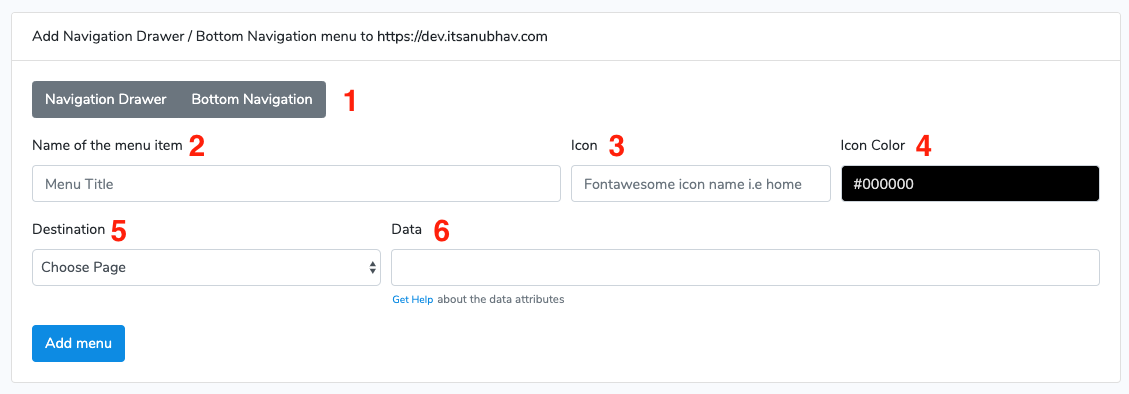 Add Navigation Drawer / Bottom Navigation menu to https://dev.itsanubhav.com
Navigation Drawer Bottom Navigation 1
Name of the menu item 2 Icon 3 Icon Color 4
Menu Title Fontawesome icon name i.e home #000000
Destination 5 Data 6
Choose Page
Get Help about the data attributes
Add menu